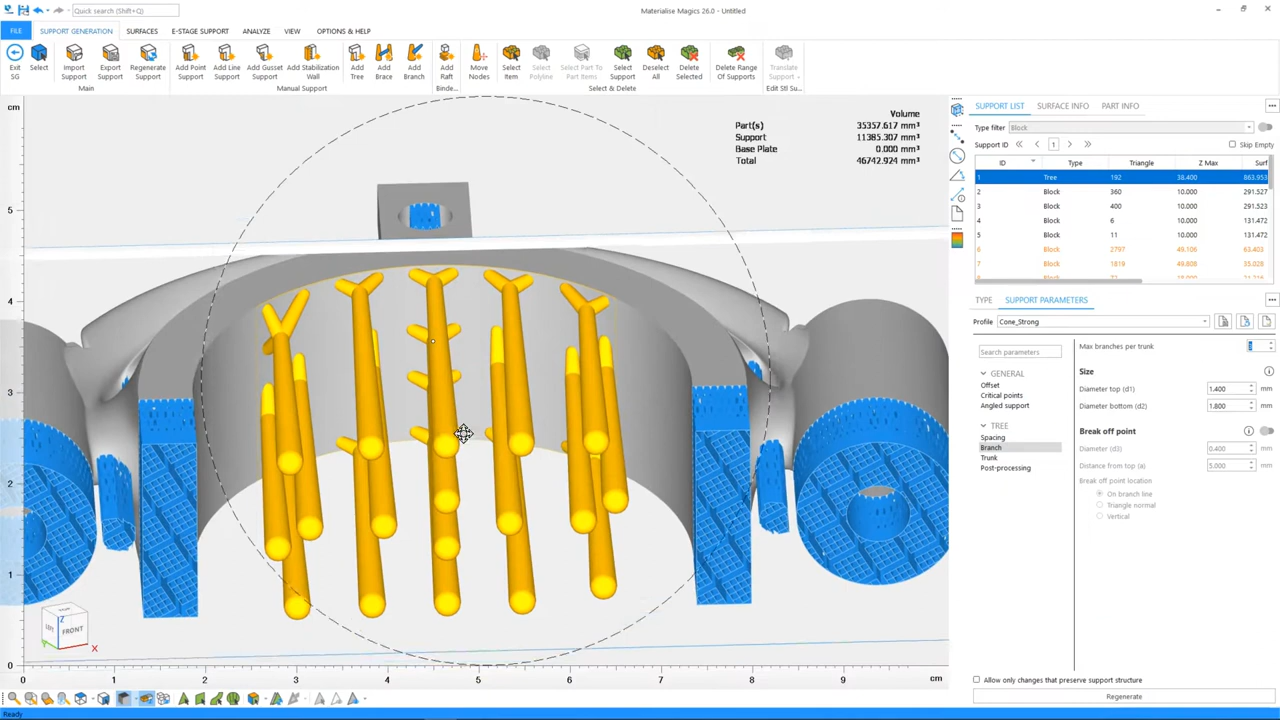 Quick search (Ctrl+F)
Materialise Magics 26.0 - Untitled
FILE
SUPPORT GENERATION
SURFACES
E-STAGE SUPPORT
ANALYZE
VIEW
OPTIONS & HELP
Exit SG
Select
Import Support
Export Support
Regenerate Support
Add Point Support
Add Line Support
Add Gusset Support
Add Stabilization Wall
Add Tree
Add Brace
Add Branch
Add Raft
Move Nodes
Select Item
Select Polyline
Select Part To Part Items
Select Support
Deselect All
Delete Selected
Delete Range Of Supports
Translate Support
Main
Manual Support
Binde...
Select & Delete
Edit Stl Su...
cm
5
4
3
2
1
0
Volume
Part(s) 35357.617 mm³
Support 11385.307 mm³
Base Plate 0.000 mm³
Total 46742.924 mm³
SUPPORT LIST
SURFACE INFO
PART INFO
Type filter Block
Support ID 1 Skip Empty
ID Type Triangle Z Max Surf
1 Tree 192 38.400 863.953
2 Block 360 10.000 291.527
3 Block 400 10.000 291.523
4 Block 6 10.000 131.472
5 Block 11 10.000 131.472
6 Block 2797 49.106 63.403
7 Block 1819 49.808 35.028
TYPE
SUPPORT PARAMETERS
Profile Cone_Strong
Search parameters
GENERAL
Offset
Critical points
Angled support
TREE
Spacing
Branch
Trunk
Post-processing
Max branches per trunk
Size
Diameter top (d1) 1.400 mm
Diameter bottom (d2) 1.800 mm
Break off point
Diameter (d3) 0.400 mm
Distance from top (a) 5.000 mm
Break off point location
On branch line
Triangle normal
Vertical
Allow only changes that preserve support structure
Regenerate
LEFT
FRONT
Z
Y
X
0 1 2 3 4 5 6 7 8 9 cm
Ready